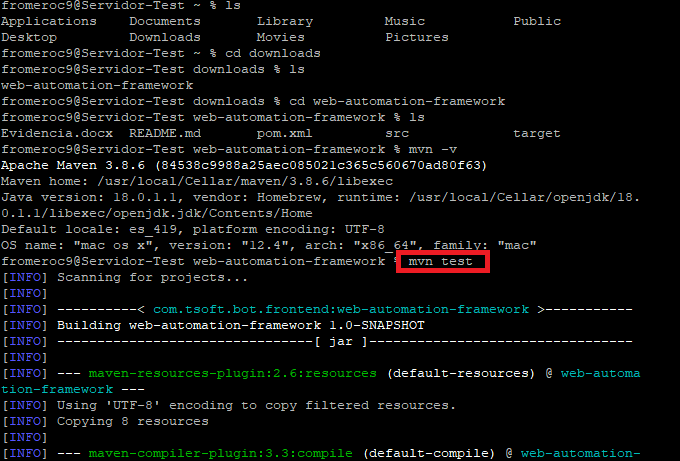 fromeroc9@Servidor-Test ~ % ls
Applications Documents Library Music Public
Desktop Downloads Movies Pictures
fromeroc9@Servidor-Test ~ % cd downloads
fromeroc9@Servidor-Test downloads % ls
web-automation-framework
fromeroc9@Servidor-Test downloads % cd web-automation-framework
fromeroc9@Servidor-Test web-automation-framework % ls
Evidencia.docx README.md pom.xml src target
fromeroc9@Servidor-Test web-automation-framework % mvn -v
Apache Maven 3.8.6 (84538c9988a25aec085021c365c560670ad80f63)
Maven home: /usr/local/Cellar/maven/3.8.6/libexec
Java version: 18.0.1.1, vendor: Homebrew, runtime: /usr/local/Cellar/openjdk/18.
0.1.1/libexec/openjdk.jdk/Contents/Home
Default locale: es_419, platform encoding: UTF-8
OS name: "mac os x", version: "12.4", arch: "x86_64", family: "mac"
fromeroc9@Servidor-Test web-automation-framework % mvn test
[INFO] Scanning for projects...
[INFO]
[INFO] ----------< com.tsoft.bot.frontend:web-automation-framework >-----------
[INFO] Building web-automation-framework 1.0-SNAPSHOT
[INFO] --------------------------------[ jar ]---------------------------------
[INFO]
[INFO] --- maven-resources-plugin:2.6:resources (default-resources) @ web-automa
tion-framework ---
[INFO] Using 'UTF-8' encoding to copy filtered resources.
[INFO] Copying 8 resources
[INFO]
[INFO] --- maven-compiler-plugin:3.3:compile (default-compile) @ web-automation-